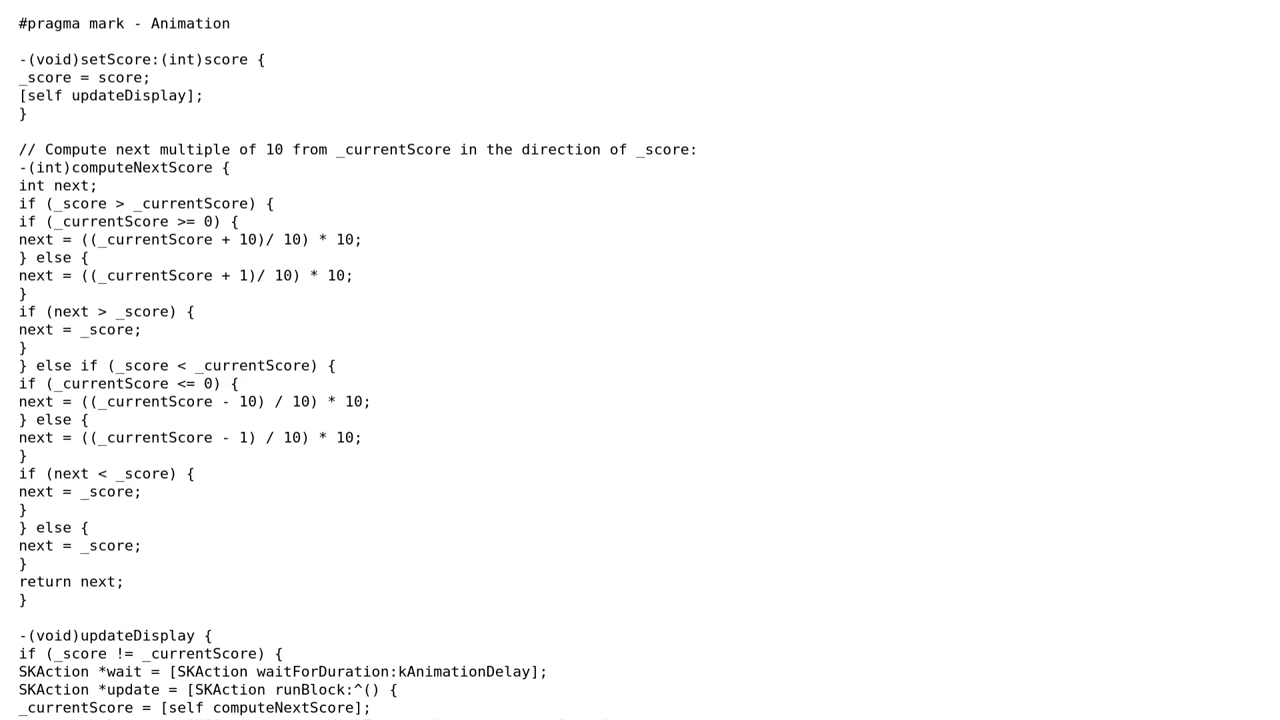 #pragma mark - Animation
-(void)setScore:(int)score {
_score = score;
[self updateDisplay];
}
// Compute next multiple of 10 from _currentScore in the direction of _score:
-(int)computeNextScore {
int next;
if (_score > _currentScore) {
if (_currentScore >= 0) {
next = ((_currentScore + 10)/ 10) * 10;
} else {
next = ((_currentScore + 1)/ 10) * 10;
}
if (next > _score) {
next = _score;
}
} else if (_score < _currentScore) {
if (_currentScore <= 0) {
next = ((_currentScore - 10) / 10) * 10;
} else {
next = ((_currentScore - 1) / 10) * 10;
}
if (next < _score) {
next = _score;
}
} else {
next = _score;
}
return next;
}
-(void)updateDisplay {
if (_score != _currentScore) {
SKAction *wait = [SKAction waitForDuration:kAnimationDelay];
SKAction *update = [SKAction runBlock:^() {
_currentScore = [self computeNextScore];